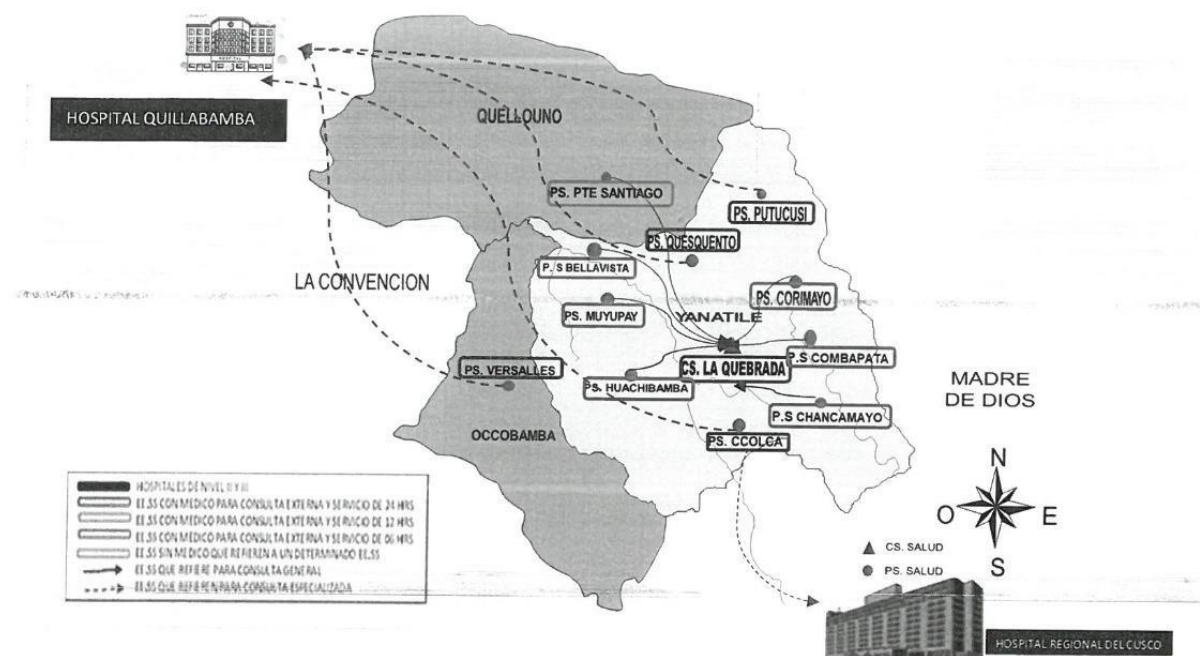 HOSPITAL
HOSPITAL QUILLABAMBA
QUELLOUNO
PS. PTE SANTIAGO
PS. PUTUCUSI
PS. QUESQUENTO
P. S BELLAVISTA
LA CONVENCION
PS. CORIMAYO
PS. MUYUPAY
YANATILE
P.S COMBAPATA
CS. LA QUEBRADA
PS. VERSALLES
PS. HUACHIBAMBA
MADRE
DE DIOS
P.S CHANCAMAYO
OCCOBAMBA
PS. CCOLCA
HOSPITALES DE NIVEL II Y III
EE.SS CON MEDICO PARA CONSULTA EXTERNA Y SERVICIO DE 24 HRS
EE.SS CON MEDICO PARA CONSULTA EXTERNA Y SERVICIO DE 12 HRS
EE.SS CON MEDICO PARA CONSULTA EXTERNA Y SERVICIO DE 06 HRS
EE.SS SIN MEDICO QUE REFIEREN A UN DETERMINADO EE.SS
EE.SS QUE REFIERE PARA CONSULTA GENERAL
EE.SS QUE REFIEREN PARA CONSULTA ESPECIALIZADA
N
O E
S
CS. SALUD
PS. SALUD
HOSPITAL REGIONAL DEL CUSCO